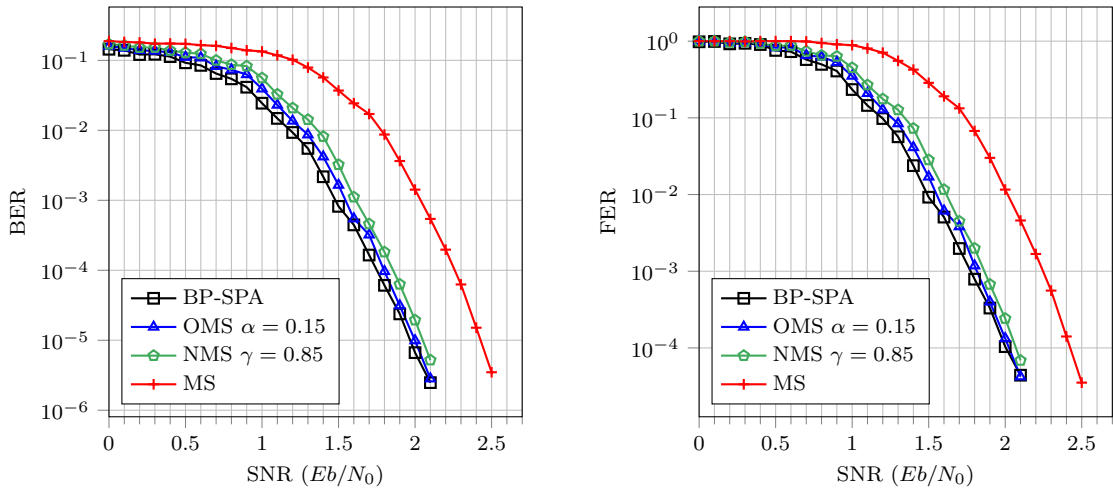 BER
10⁻¹
10⁻²
10⁻³
10⁻⁴
10⁻⁵
10⁻⁶
BP-SPA
OMS α = 0.15
NMS γ = 0.85
MS
0 0.5 1 1.5 2 2.5
SNR (Eb/N₀)
FER
10⁰
10⁻¹
10⁻²
10⁻³
10⁻⁴
BP-SPA
OMS α = 0.15
NMS γ = 0.85
MS
0 0.5 1 1.5 2 2.5
SNR (Eb/N₀)